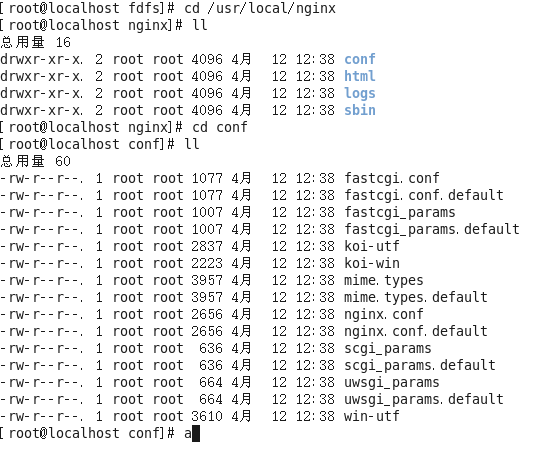 [root@localhost fdfs]# cd /usr/local/nginx
[root@localhost nginx]# ll
总用量 16
drwxr-xr-x. 2 root root 4096 4月  12 12:38 conf
drwxr-xr-x. 2 root root 4096 4月  12 12:38 html
drwxr-xr-x. 2 root root 4096 4月  12 12:38 logs
drwxr-xr-x. 2 root root 4096 4月  12 12:38 sbin
[root@localhost nginx]# cd conf
[root@localhost conf]# ll
总用量 60
-rw-r--r--. 1 root root 1077 4月  12 12:38 fastcgi.conf
-rw-r--r--. 1 root root 1077 4月  12 12:38 fastcgi.conf.default
-rw-r--r--. 1 root root 1007 4月  12 12:38 fastcgi_params
-rw-r--r--. 1 root root 1007 4月  12 12:38 fastcgi_params.default
-rw-r--r--. 1 root root 2837 4月  12 12:38 koi-utf
-rw-r--r--. 1 root root 2223 4月  12 12:38 koi-win
-rw-r--r--. 1 root root 3957 4月  12 12:38 mime.types
-rw-r--r--. 1 root root 3957 4月  12 12:38 mime.types.default
-rw-r--r--. 1 root root 2656 4月  12 12:38 nginx.conf
-rw-r--r--. 1 root root 2656 4月  12 12:38 nginx.conf.default
-rw-r--r--. 1 root root  636 4月  12 12:38 scgi_params
-rw-r--r--. 1 root root  636 4月  12 12:38 scgi_params.default
-rw-r--r--. 1 root root  664 4月  12 12:38 uwsgi_params
-rw-r--r--. 1 root root  664 4月  12 12:38 uwsgi_params.default
-rw-r--r--. 1 root root 3610 4月  12 12:38 win-utf
[root@localhost conf]# a